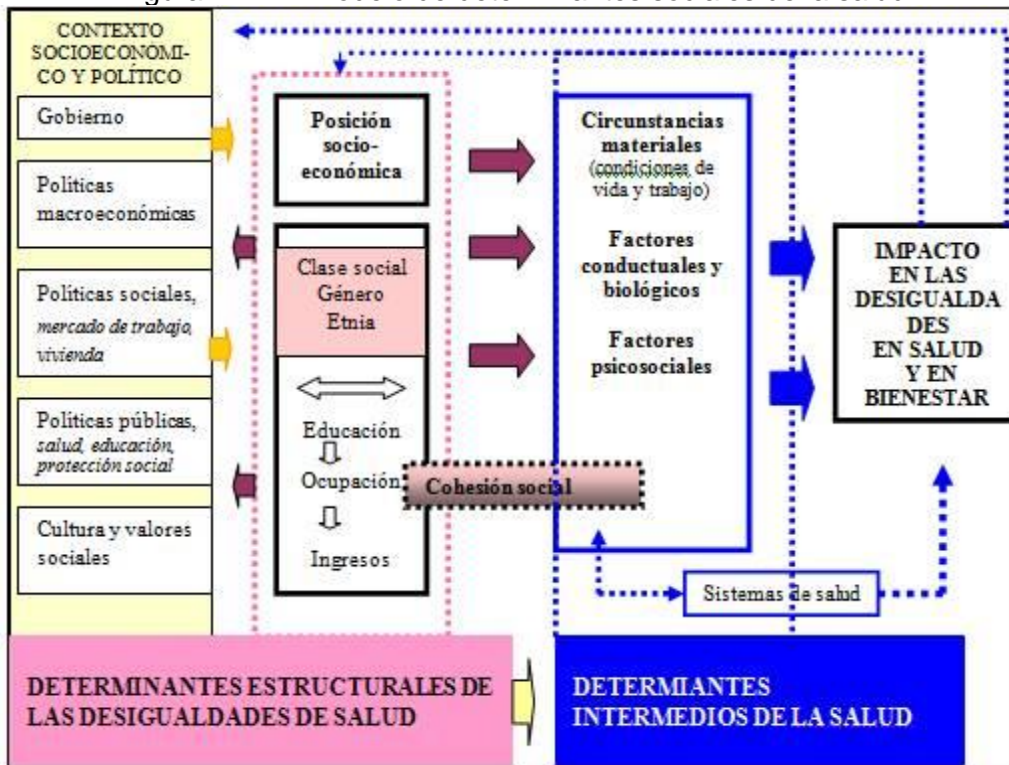 CONTEXTO
SOCIOECONÓMI-
CO Y POLÍTICO
Gobierno
Políticas
macroeconómicas
Políticas sociales,
mercado de trabajo,
vivienda
Políticas públicas,
salud, educación,
protección social
Cultura y valores
sociales
Posición
socio-
económica
Clase social
Género
Etnia
Educación
Ocupación
Ingresos
Cohesión social
Circunstancias
materiales
(condiciones de
vida y trabajo)
Factores
conductuales y
biológicos
Factores
psicosociales
Sistemas de salud
IMPACTO
EN LAS
DESIGUALDA
DES
EN SALUD
Y EN
BIENESTAR
DETERMINANTES ESTRUCTURALES DE
LAS DESIGUALDADES DE SALUD
DETERMIANTES
INTERMEDIOS DE LA SALUD